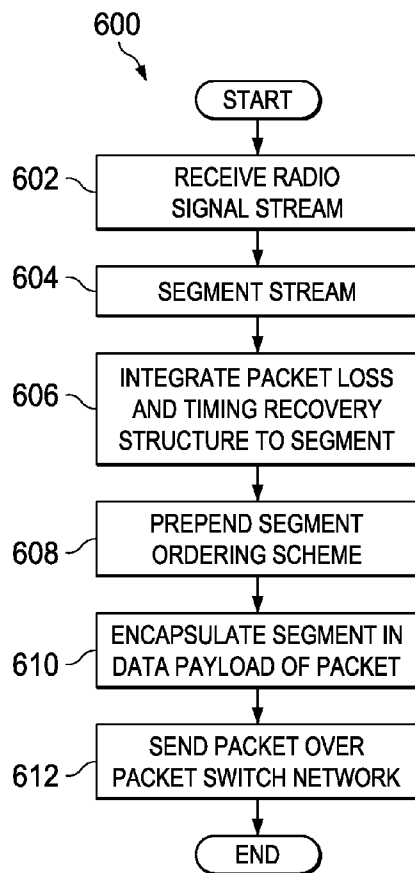 600
START
602
RECEIVE RADIO
SIGNAL STREAM
604
SEGMENT STREAM
606
INTEGRATE PACKET LOSS
AND TIMING RECOVERY
STRUCTURE TO SEGMENT
608
PREPEND SEGMENT
ORDERING SCHEME
610
ENCAPSULATE SEGMENT IN
DATA PAYLOAD OF PACKET
612
SEND PACKET OVER
PACKET SWITCH NETWORK
END